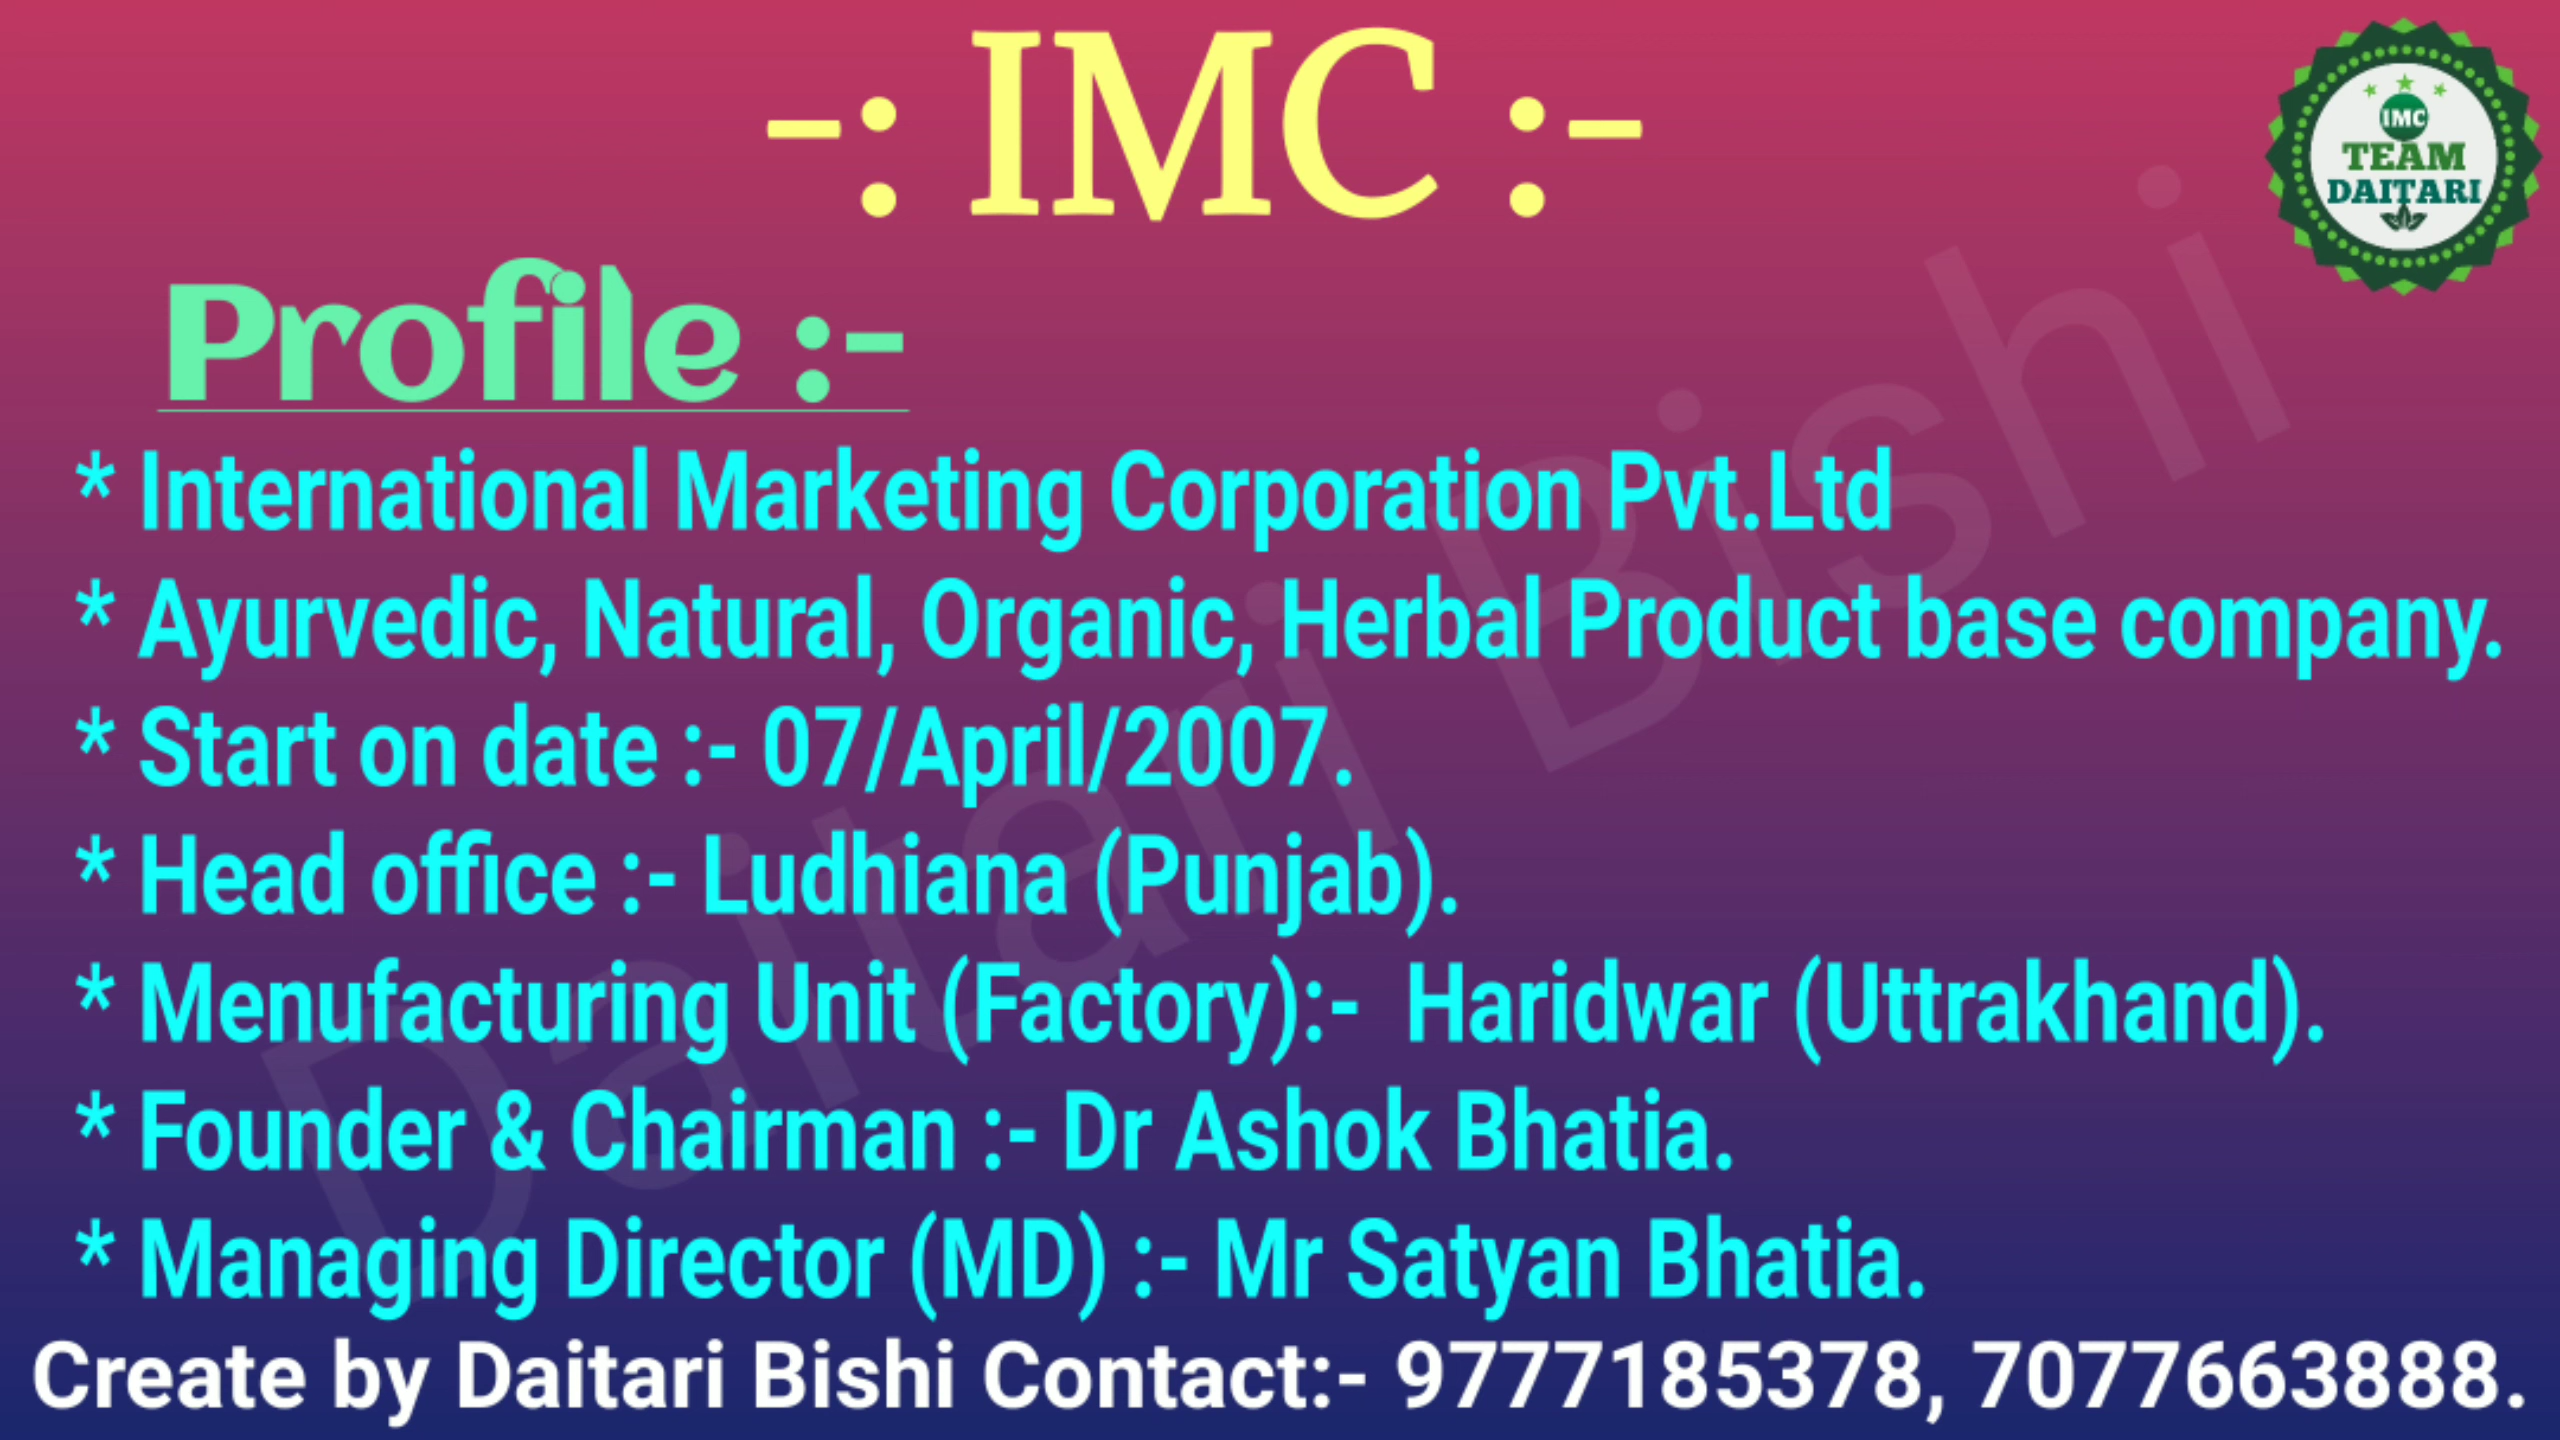 -: IMC :-
IMC
TEAM
DAITARI
Profile :-
* International Marketing Corporation Pvt.Ltd
* Ayurvedic, Natural, Organic, Herbal Product base company.
* Start on date :- 07/April/2007.
* Head office :- Ludhiana (Punjab).
* Menufacturing Unit (Factory):-  Haridwar (Uttrakhand).
* Founder & Chairman :- Dr Ashok Bhatia.
* Managing Director (MD) :- Mr Satyan Bhatia.
Create by Daitari Bishi Contact:- 9777185378, 7077663888.
Daitari Bishi